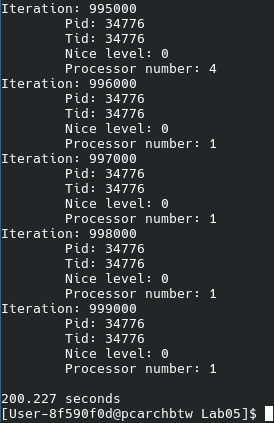 Iteration: 995000
Pid: 34776
Tid: 34776
Nice level: 0
Processor number: 4
Iteration: 996000
Pid: 34776
Tid: 34776
Nice level: 0
Processor number: 1
Iteration: 997000
Pid: 34776
Tid: 34776
Nice level: 0
Processor number: 1
Iteration: 998000
Pid: 34776
Tid: 34776
Nice level: 0
Processor number: 1
Iteration: 999000
Pid: 34776
Tid: 34776
Nice level: 0
Processor number: 1
200.227 seconds
[User-8f590f0d@pcarchbtw Lab05]$